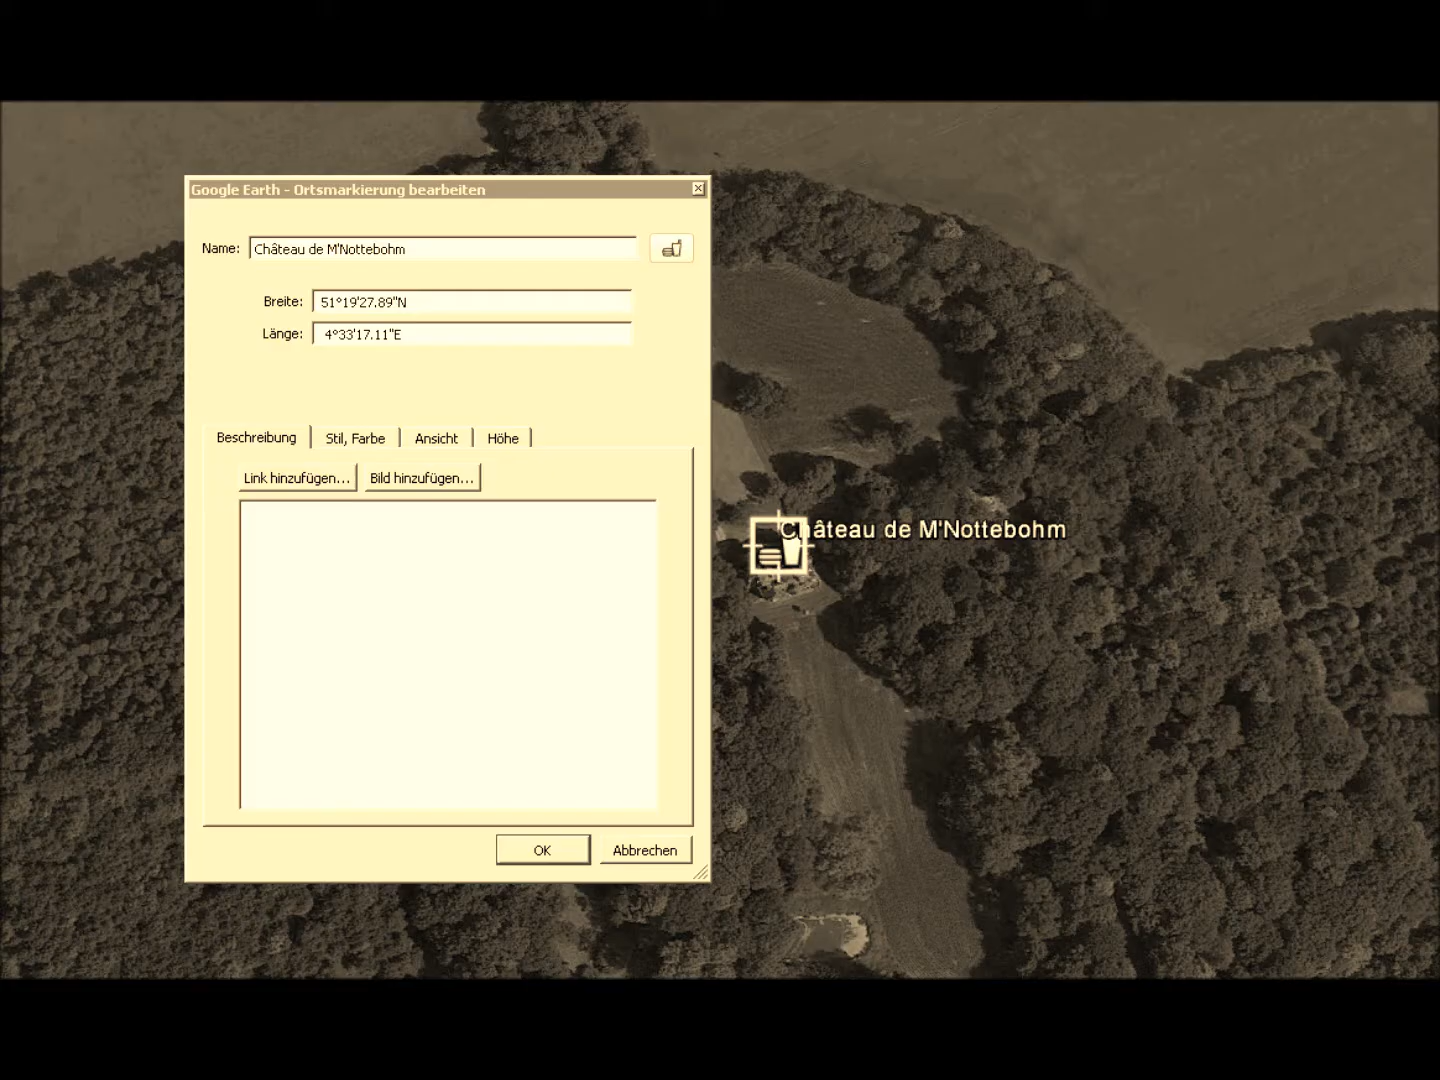 Google Earth - Ortsmarkierung bearbeiten
Name: Château de M'Nottebohm
Breite: 51°19'27.89"N
Länge: 4°33'17.11"E
Beschreibung Stil, Farbe Ansicht Höhe
Link hinzufügen... Bild hinzufügen...
Château de M'Nottebohm
OK Abbrechen